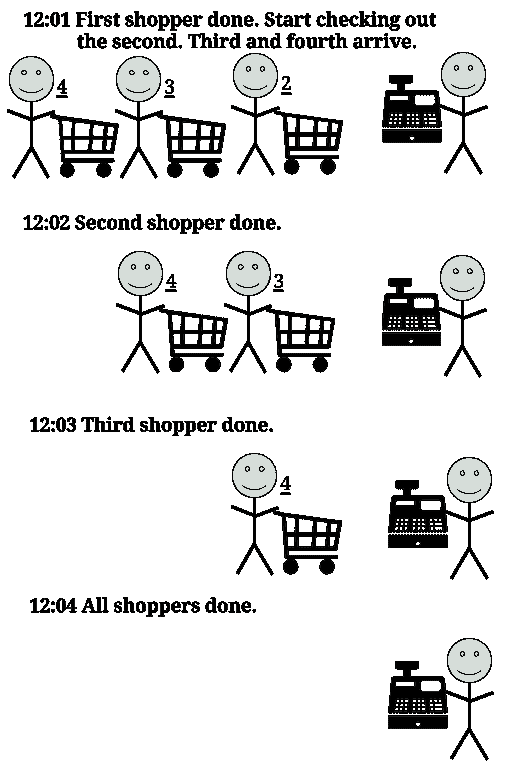 12:01 First shopper done. Start checking out
the second. Third and fourth arrive.
4 3 2
12:02 Second shopper done.
4 3
12:03 Third shopper done.
4
12:04 All shoppers done.